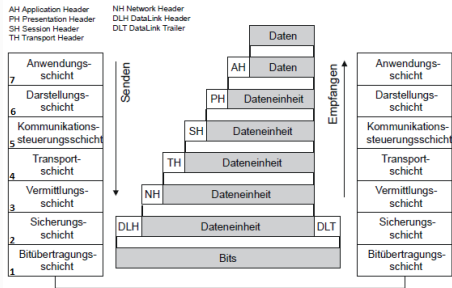 AH Application Header
PH Presentation Header
SH Session Header
TH Transport Header
NH Network Header
DLH DataLink Header
DLT DataLink Trailer
Daten
7 Anwendungs-
schicht
Senden
AH Daten
Empfangen
Anwendungs-
schicht
6 Darstellungs-
schicht
PH Dateneinheit
Darstellungs-
schicht
5 Kommunikations-
steuerungsschicht
SH Dateneinheit
Kommunikations-
steuerungsschicht
4 Transport-
schicht
TH Dateneinheit
Transport-
schicht
3 Vermittlungs-
schicht
NH Dateneinheit
Vermittlungs-
schicht
2 Sicherungs-
schicht
DLH Dateneinheit DLT
Sicherungs-
schicht
1 Bitübertragungs-
schicht
Bits
Bitübertragungs-
schicht